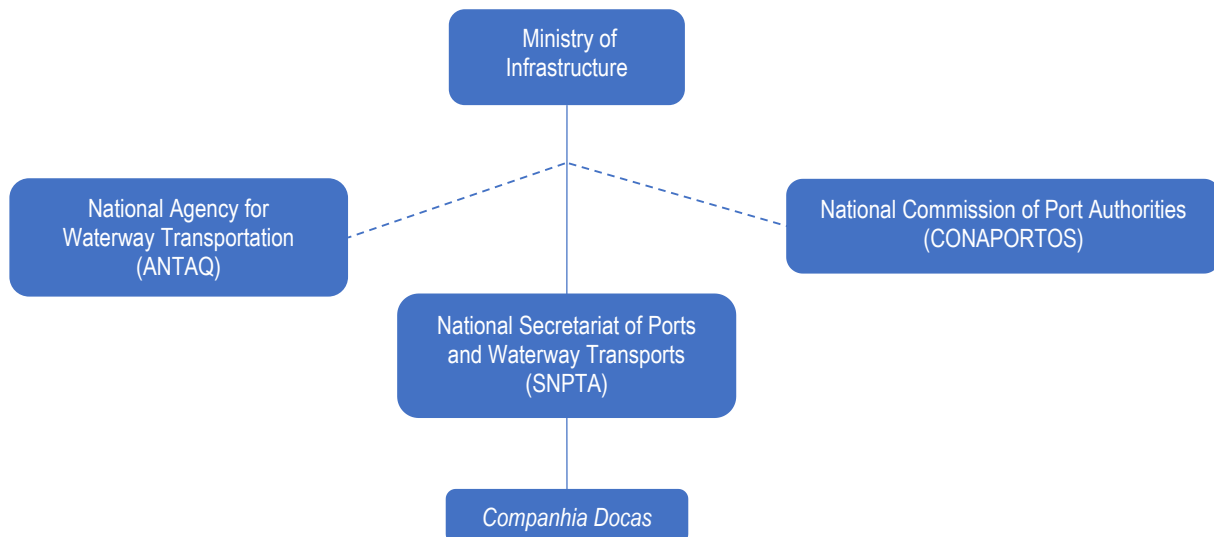 Ministry of
Infrastructure
National Agency for
Waterway Transportation
(ANTAQ)
National Commission of Port Authorities
(CONAPORTOS)
National Secretariat of Ports
and Waterway Transports
(SNPTA)
Companhia Docas